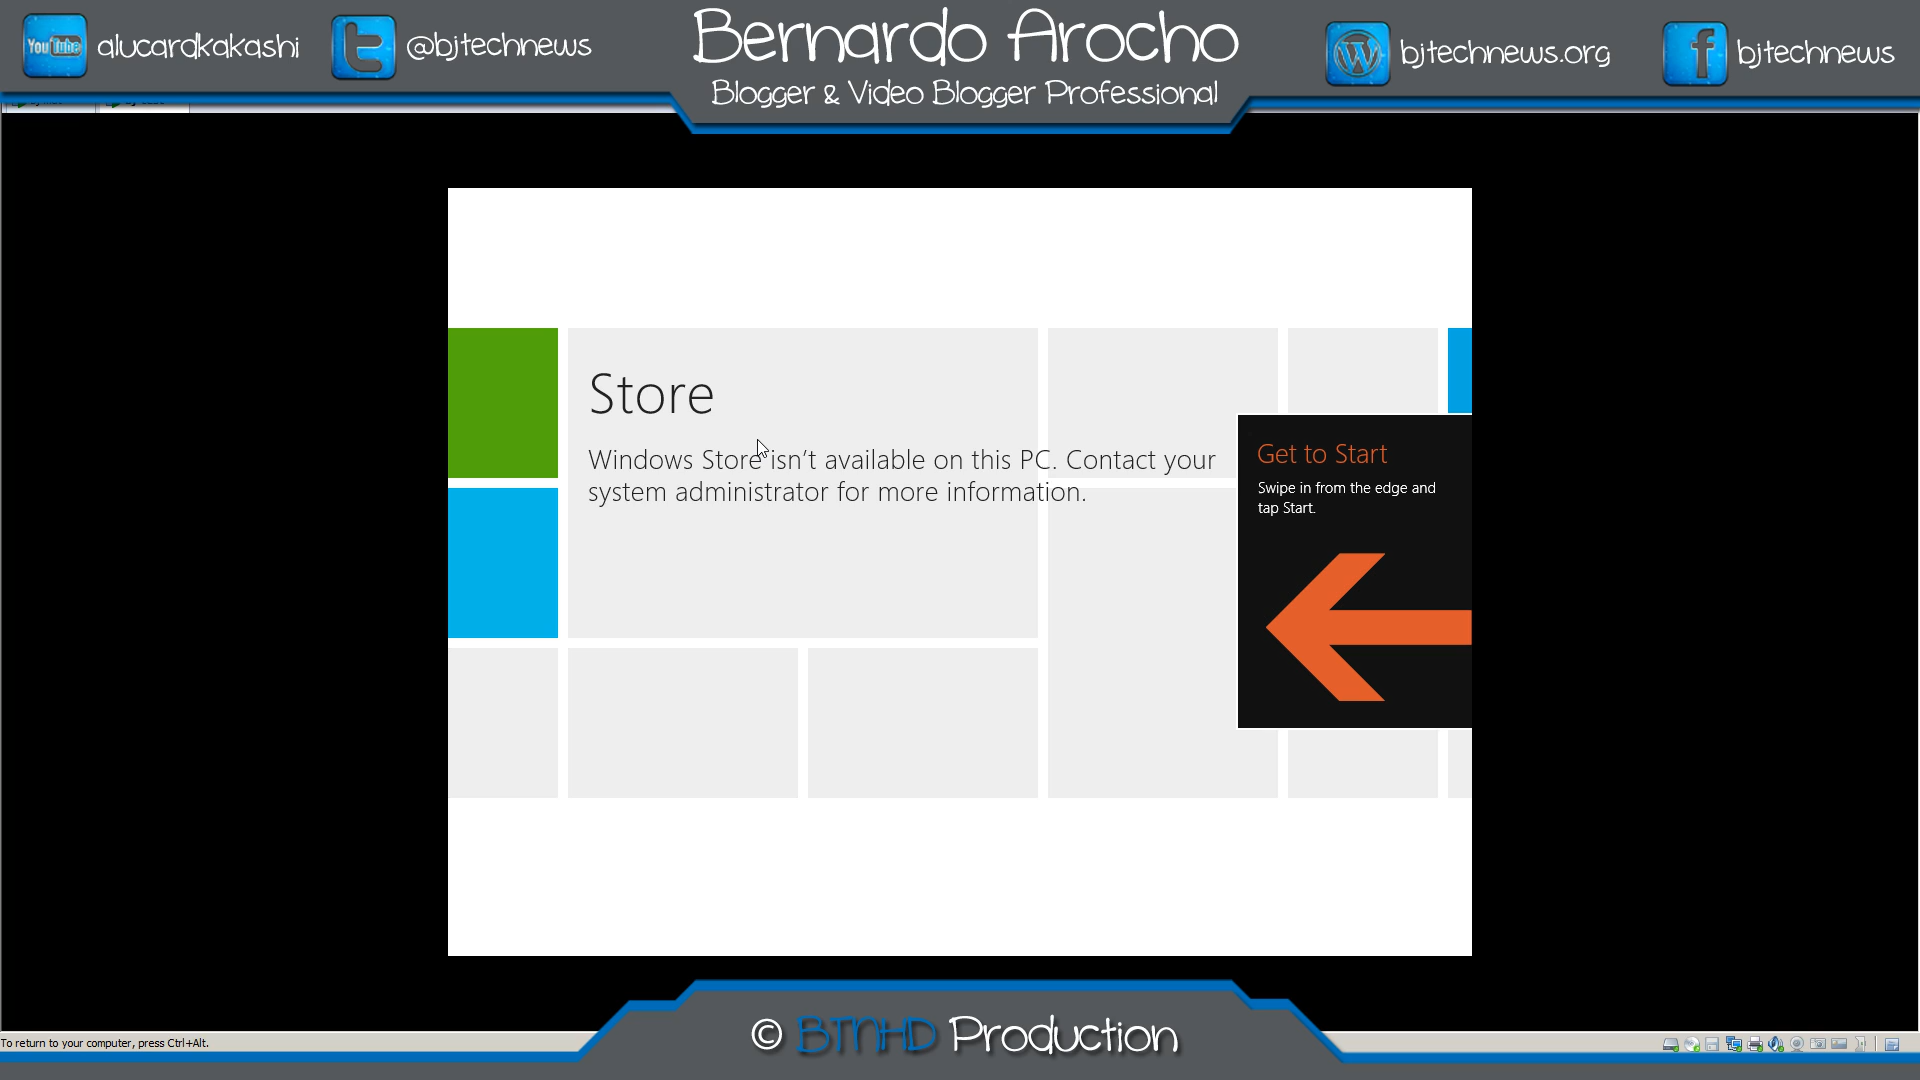 You Tube
alucardkakashi
@bjtechnews
Bernardo Arocho
Blogger & Video Blogger Professional
bjtechnews.org
bjtechnews
Store
Windows Store isn't available on this PC. Contact your
system administrator for more information.
Get to Start
Swipe in from the edge and
tap Start.
© BTNHD Production
To return to your computer, press Ctrl+Alt.